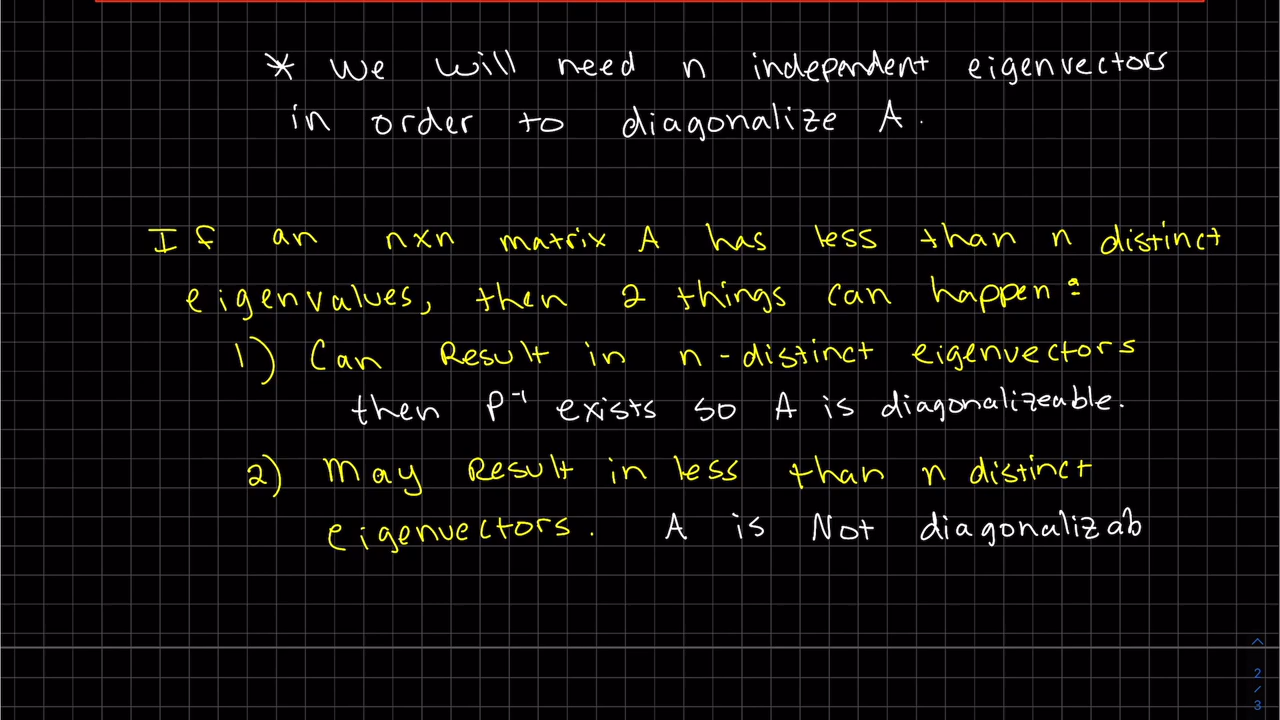 * We will need n independent eigenvectors
in order to diagonalize A.
If an nxn matrix A has less than n distinct
eigenvalues, then 2 things can happen:
1) Can Result in n-distinct eigenvectors
then P⁻¹ exists so A is diagonalizeable.
2) May Result in less than n distinct
eigenvectors. A is Not diagonalizab
2
/
3